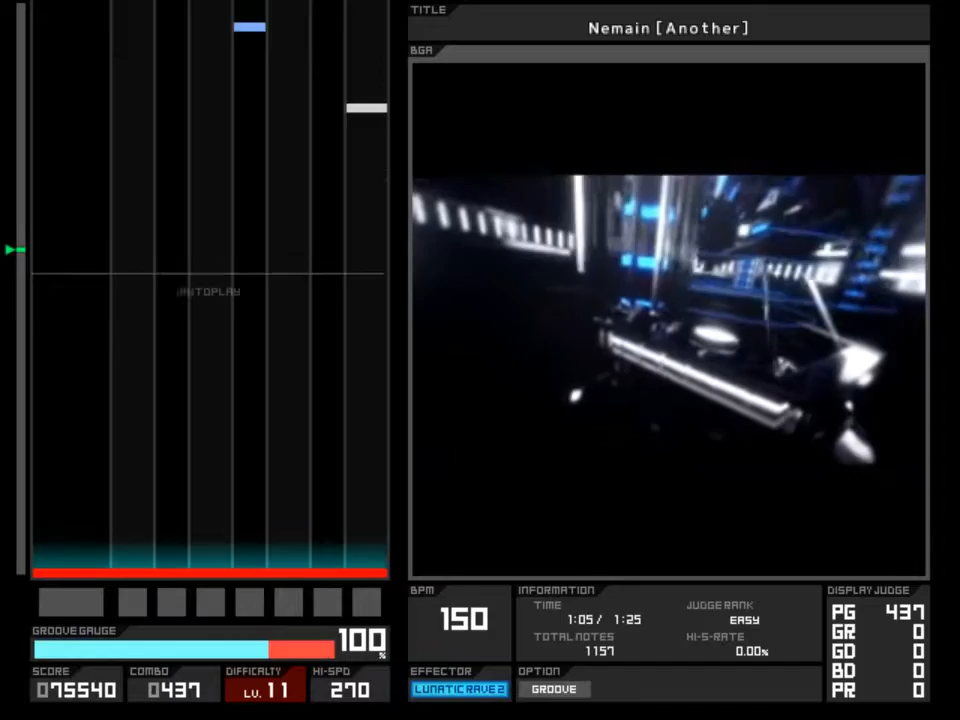 TITLE
Nemain [Another]
BGA
AUTOPLAY
GROOVE GAUGE
100%
SCORE
075540
COMBO
0437
DIFFICALTY
LV. 11
HI-SPD
270
BPM
150
INFORMATION
TIME
1:05 / 1:25
JUDGE RANK
EASY
TOTAL NOTES
1157
HI-S-RATE
0.00%
EFFECTOR
LUNATIC RAVE 2
OPTION
GROOVE
DISPLAY JUDGE
PG 437
GR 0
GD 0
BD 0
PR 0